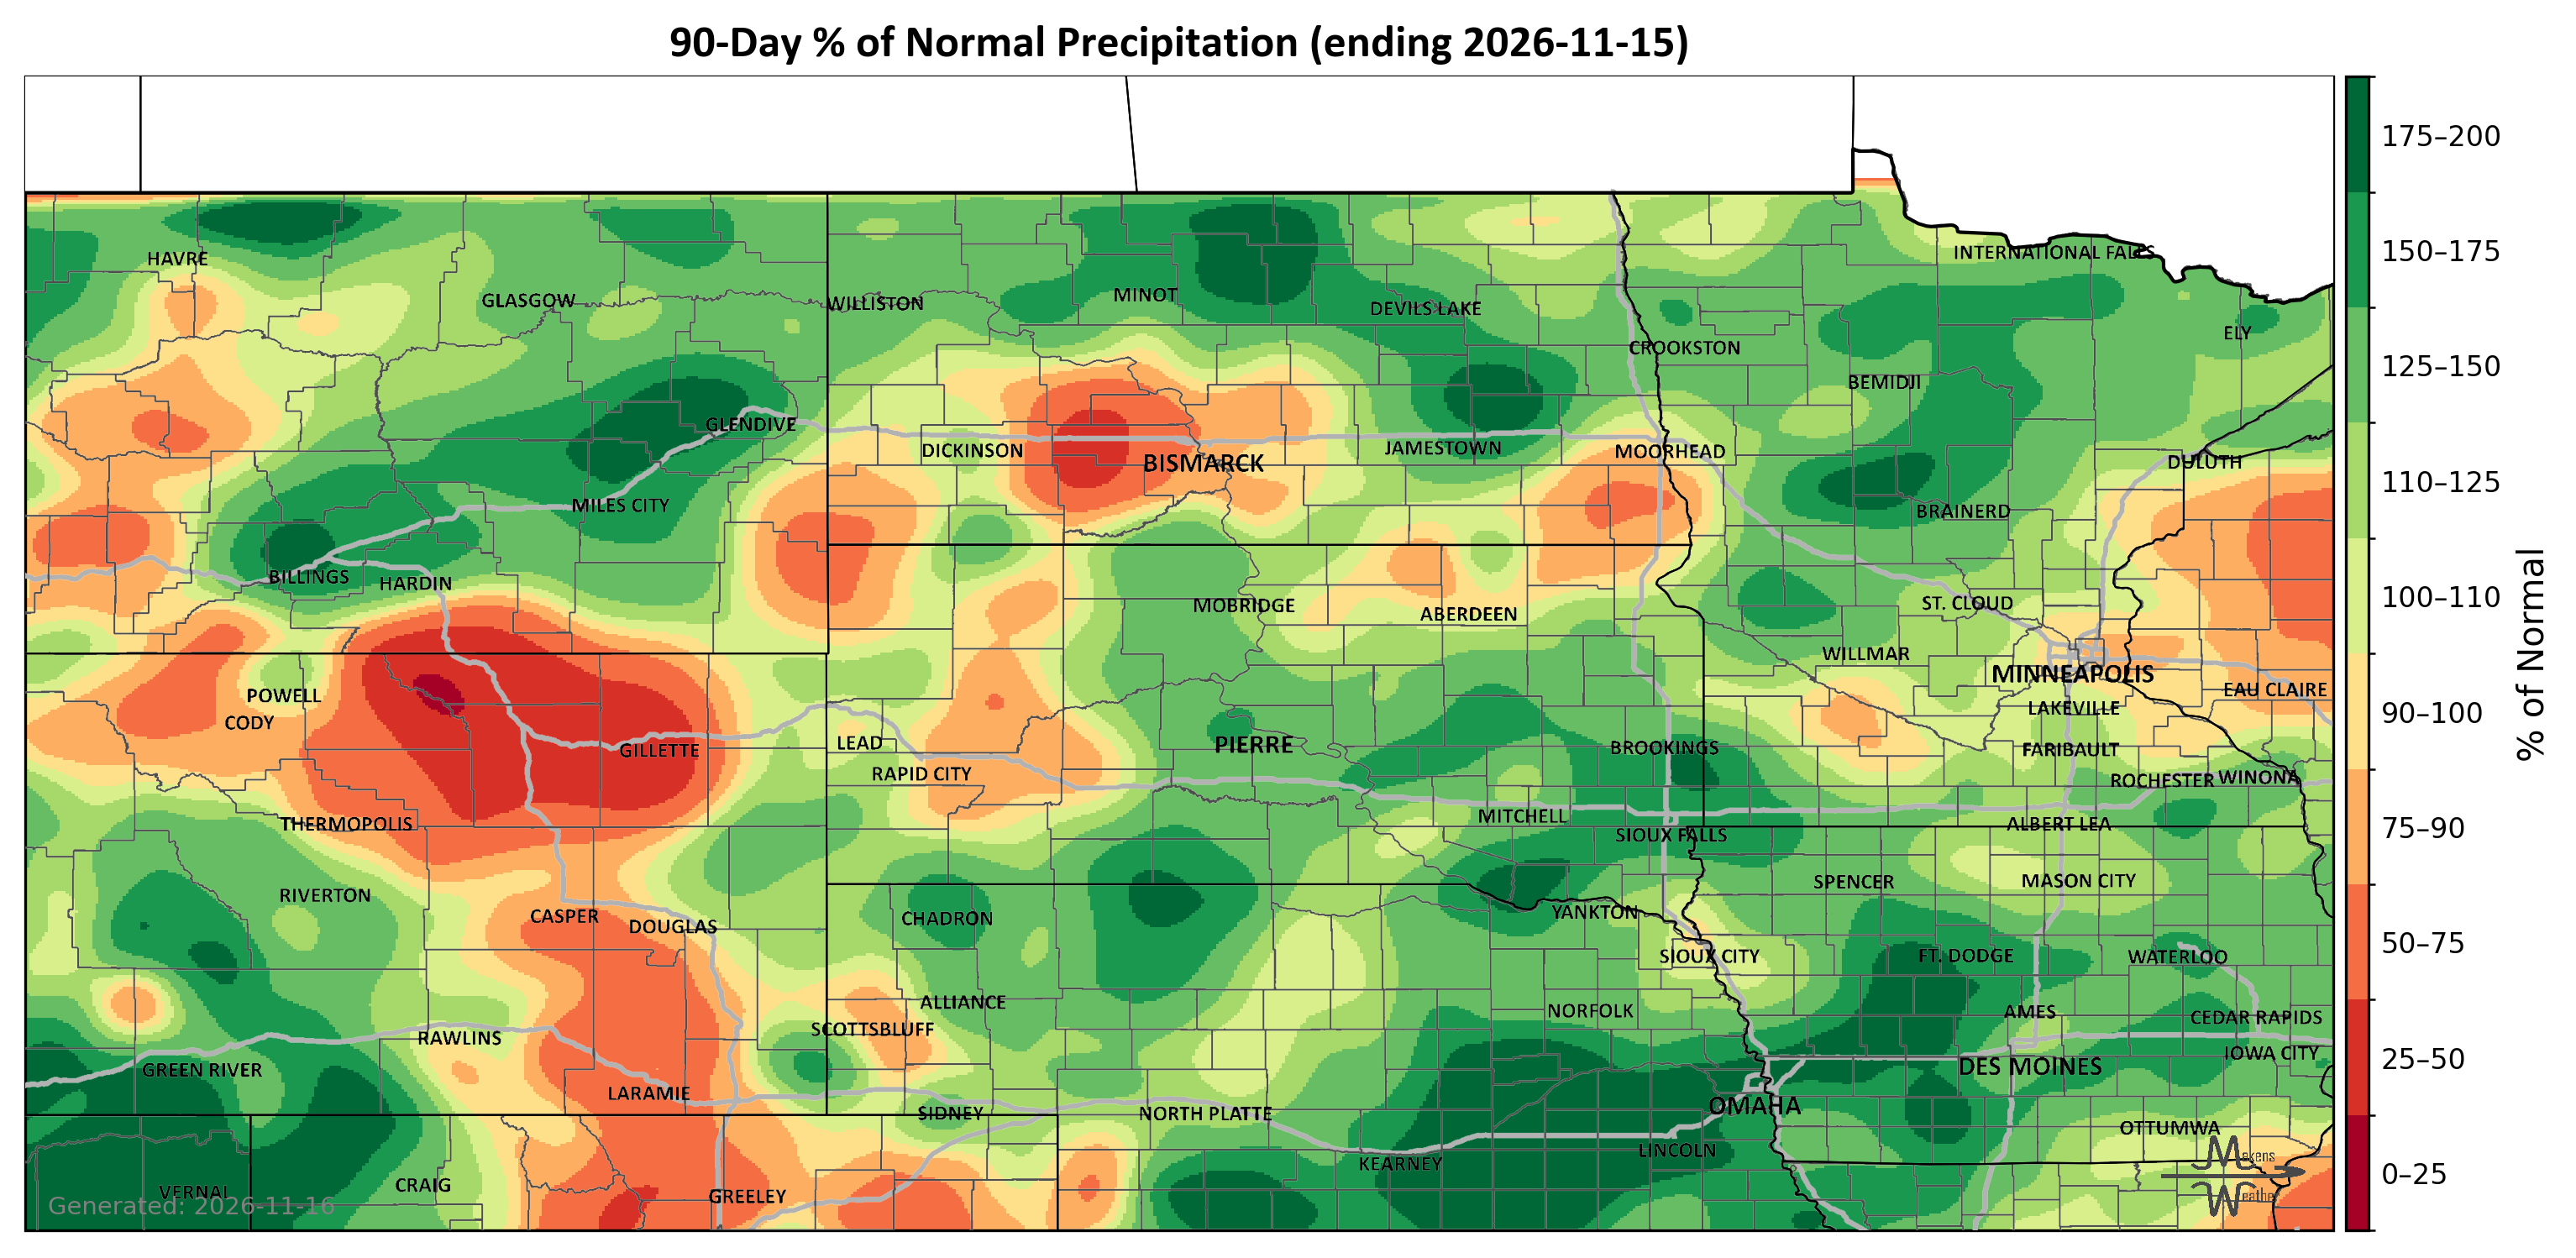 90-Day % of Normal Precipitation (ending 2026-11-15)
175–200
150–175
125–150
110–125
100–110
90–100
75–90
50–75
25–50
0–25
% of Normal
HAVRE
GLASGOW
WILLISTON
MINOT
DEVILS LAKE
CROOKSTON
INTERNATIONAL FALLS
ELY
BEMIDJI
GLENDIVE
DICKINSON
BISMARCK
JAMESTOWN
MOORHEAD
DULUTH
MILES CITY
BRAINERD
BILLINGS
HARDIN
MOBRIDGE
ABERDEEN
ST. CLOUD
WILLMAR
MINNEAPOLIS
POWELL
CODY
EAU CLAIRE
LAKEVILLE
GILLETTE
LEAD
PIERRE
BROOKINGS
FARIBAULT
RAPID CITY
ROCHESTER
WINONA
THERMOPOLIS
MITCHELL
SIOUX FALLS
ALBERT LEA
RIVERTON
SPENCER
MASON CITY
CASPER
DOUGLAS
CHADRON
YANKTON
SIOUX CITY
FT. DODGE
WATERLOO
ALLIANCE
NORFOLK
AMES
CEDAR RAPIDS
SCOTTSBLUFF
RAWLINS
IOWA CITY
GREEN RIVER
DES MOINES
LARAMIE
SIDNEY
NORTH PLATTE
OMAHA
OTTUMWA
KEARNEY
LINCOLN
VERNAL
CRAIG
GREELEY
Generated: 2026-11-16
Makens
Weather